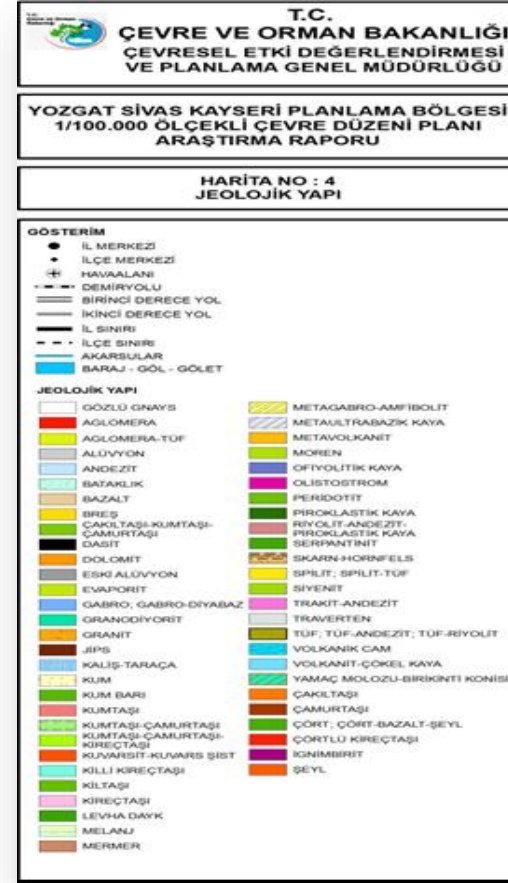 T.C.
ÇEVRE VE ORMAN BAKANLIĞI
ÇEVRESEL ETKİ DEĞERLENDİRMESİ
VE PLANLAMA GENEL MÜDÜRLÜĞÜ
YOZGAT SİVAS KAYSERİ PLANLAMA BÖLGESİ
1/100.000 ÖLÇEKLİ ÇEVRE DÜZENİ PLANI
ARAŞTIRMA RAPORU
HARİTA NO : 4
JEOLOJİK YAPI
GÖSTERİM
İL MERKEZİ
İLÇE MERKEZİ
HAVAALANI
DEMİRYOLU
BİRİNCİ DERECE YOL
İKİNCİ DERECE YOL
İL SINIRI
İLÇE SINIRI
AKARSULAR
BARAJ - GÖL - GÖLET
JEOLOJİK YAPI
GÖZLÜ GNAYS
AGLOMERA
AGLOMERA-TÜF
ALÜVYON
ANDEZİT
BATAKLIK
BAZALT
BREŞ
ÇAKILTAŞI-KUMTAŞI-
ÇAMURTAŞI
DASİT
DOLOMİT
ESKİ ALÜVYON
EVAPORİT
GABRO; GABRO-DİYABAZ
GRANODİYORİT
GRANİT
JİPS
KALİŞ-TARAÇA
KUM
KUM BARI
KUMTAŞI
KUMTAŞI-ÇAMURTAŞI
KUMTAŞI-ÇAMURTAŞI-
KİREÇTAŞI
KUVARSİT-KUVARS ŞİST
KİLLİ KİREÇTAŞI
KİLTAŞI
KİREÇTAŞI
LEVHA DAYK
MELANJ
MERMER
METAGABRO-AMFİBOLİT
METAULTRABAZİK KAYA
METAVOLKANİT
MOREN
OFİYOLİTİK KAYA
OLİSTOSTROM
PERİDOTİT
PİROKLASTİK KAYA
RİYOLİT-ANDEZİT-
PİROKLASTİK KAYA
SERPANTİNİT
SKARN-HORNFELS
SPİLİT; SPİLİT-TÜF
SİYENİT
TRAKİT-ANDEZİT
TRAVERTEN
TÜF; TÜF-ANDEZİT; TÜF-RİYOLİT
VOLKANİK CAM
VOLKANİT-ÇÖKEL KAYA
YAMAÇ MOLOZU-BİRİKİNTİ KONİSİ
ÇAKILTAŞI
ÇAMURTAŞI
ÇÖRT; ÇÖRT-BAZALT-ŞEYL
ÇÖRTLÜ KİREÇTAŞI
İGNİMBİRİT
ŞEYL